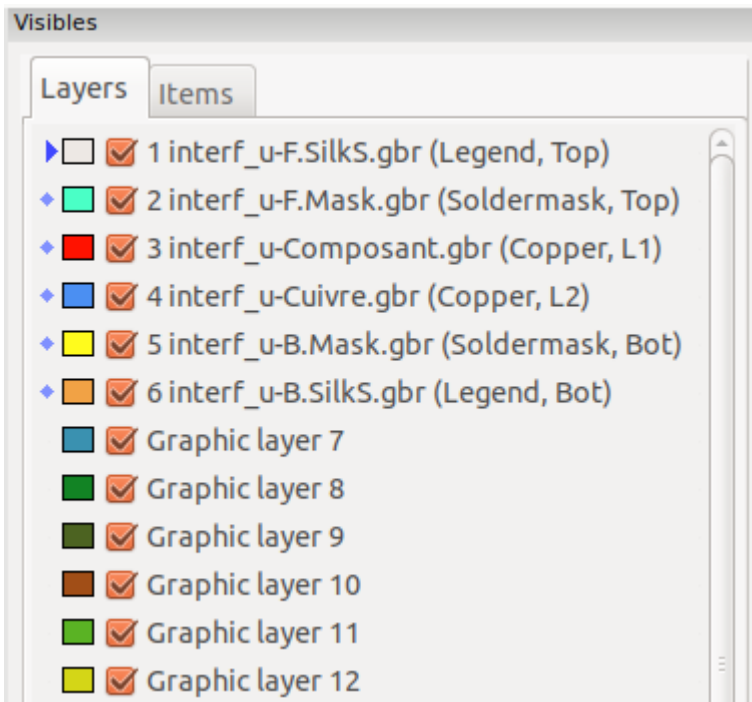 Visibles
Layers
Items
1 interf_u-F.SilkS.gbr (Legend, Top)
2 interf_u-F.Mask.gbr (Soldermask, Top)
3 interf_u-Composant.gbr (Copper, L1)
4 interf_u-Cuivre.gbr (Copper, L2)
5 interf_u-B.Mask.gbr (Soldermask, Bot)
6 interf_u-B.SilkS.gbr (Legend, Bot)
Graphic layer 7
Graphic layer 8
Graphic layer 9
Graphic layer 10
Graphic layer 11
Graphic layer 12